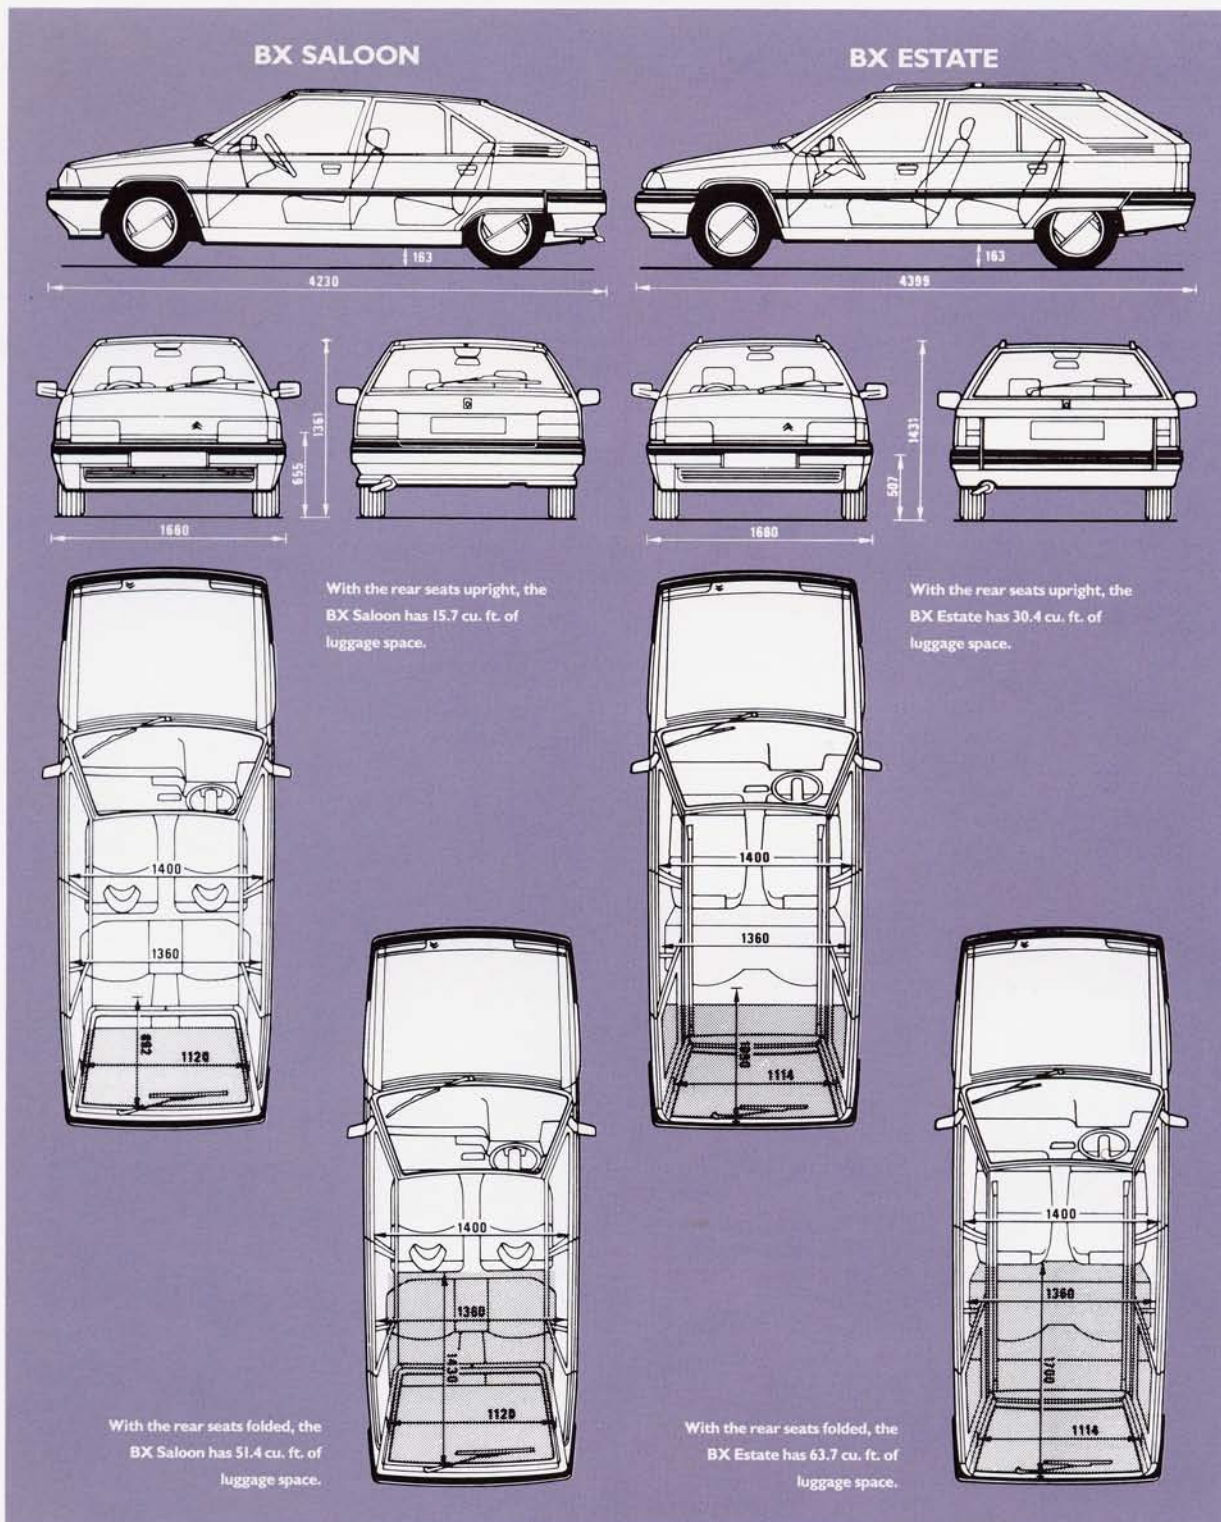 BX SALOON
163
4230
1361
655
1660
With the rear seats upright, the
BX Saloon has 15.7 cu. ft. of
luggage space.
1400
1360
892
1120
1400
1360
1430
1120
With the rear seats folded, the
BX Saloon has 51.4 cu. ft. of
luggage space.
BX ESTATE
163
4399
1431
507
1660
With the rear seats upright, the
BX Estate has 30.4 cu. ft. of
luggage space.
1400
1360
1114
1400
1360
1700
1114
With the rear seats folded, the
BX Estate has 63.7 cu. ft. of
luggage space.